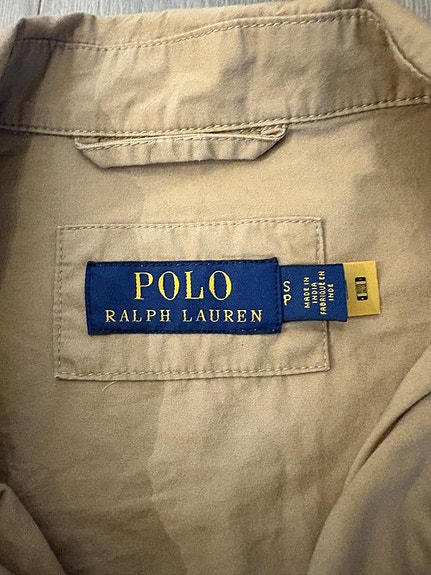 POLO
RALPH LAUREN
S
P
MADE IN
INDIA
FABRIQUÉ EN
INDE